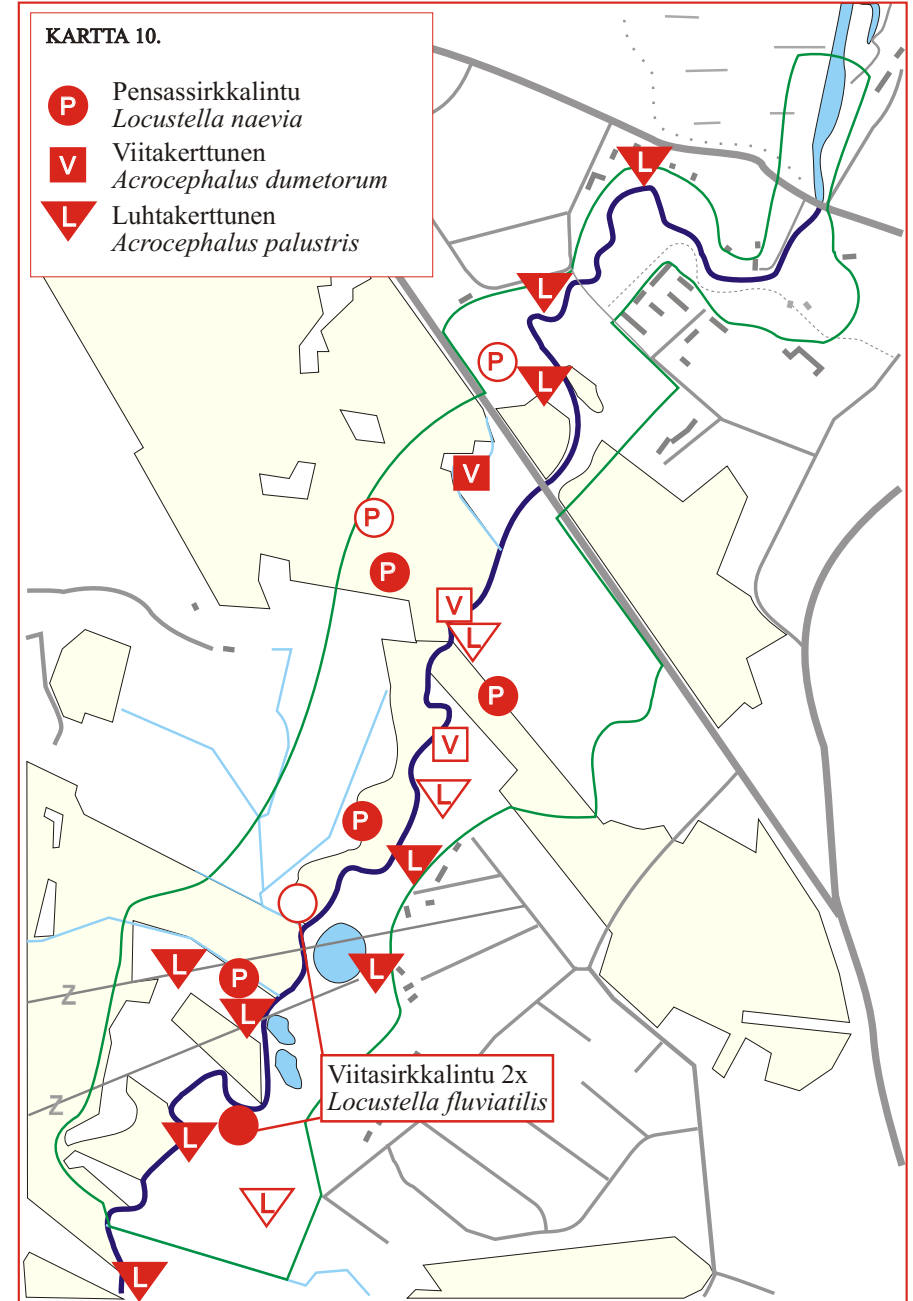 KARTTA 10.
P Pensassirkkalintu
Locustella naevia
V Viitakerttunen
Acrocephalus dumetorum
L Luhtakerttunen
Acrocephalus palustris
L
L
P
L
V
P
P
V
L
P
V
L
P
L
L
P
L
Z
L
Z
Viitasirkkalintu 2x
Locustella fluviatilis
L
L
L